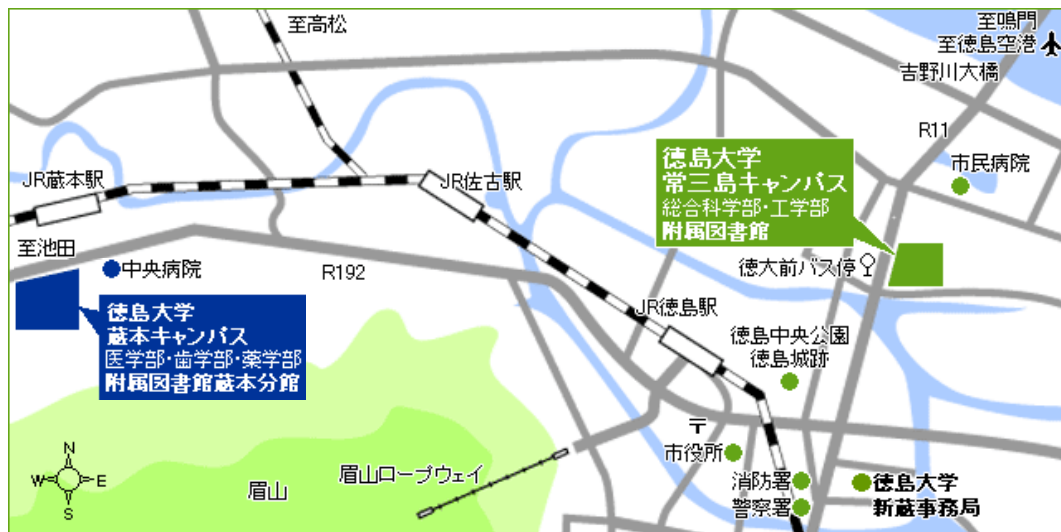 至高松
至鳴門
至徳島空港
吉野川大橋
R11
市民病院
徳島大学
常三島キャンパス
総合科学部・工学部
附属図書館
JR蔵本駅
JR佐古駅
至池田
中央病院
R192
徳大前バス停
徳島大学
蔵本キャンパス
医学部・歯学部・薬学部
附属図書館蔵本分館
JR徳島駅
徳島中央公園
徳島城跡
〒
市役所
眉山ロープウェイ
眉山
消防署
警察署
徳島大学
新蔵事務局
N
W
E
S